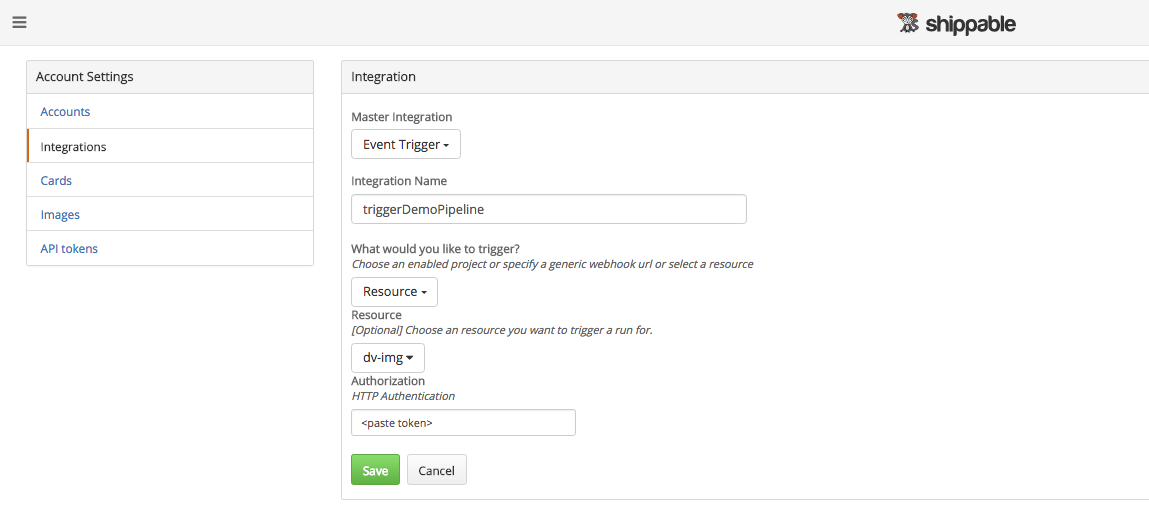 shippable
Account Settings
Accounts
Integrations
Cards
Images
API tokens
Integration
Master Integration
Event Trigger
Integration Name
triggerDemoPipeline
What would you like to trigger?
Choose an enabled project or specify a generic webhook url or select a resource
Resource
Resource
[Optional] Choose an resource you want to trigger a run for.
dv-img
Authorization
HTTP Authentication
<paste token>
Save
Cancel